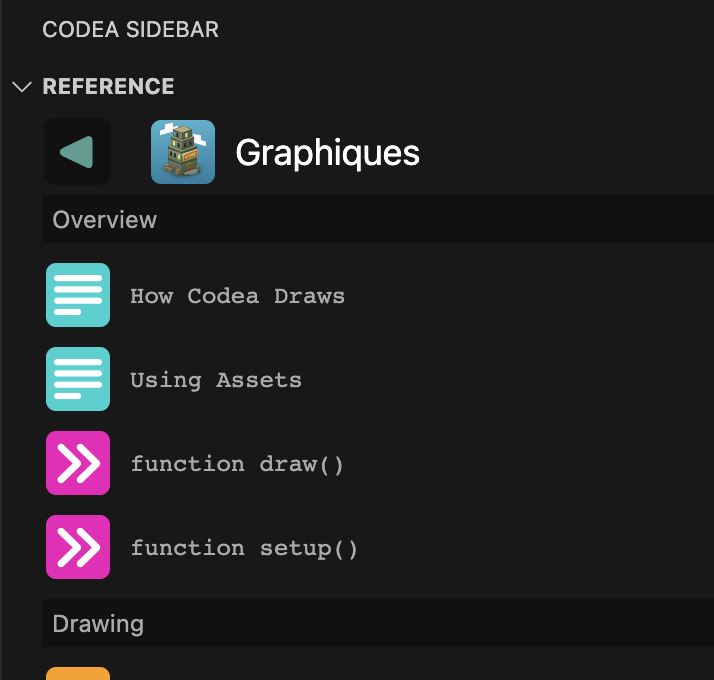 CODEA SIDEBAR
REFERENCE
Graphiques
Overview
How Codea Draws
Using Assets
function draw()
function setup()
Drawing